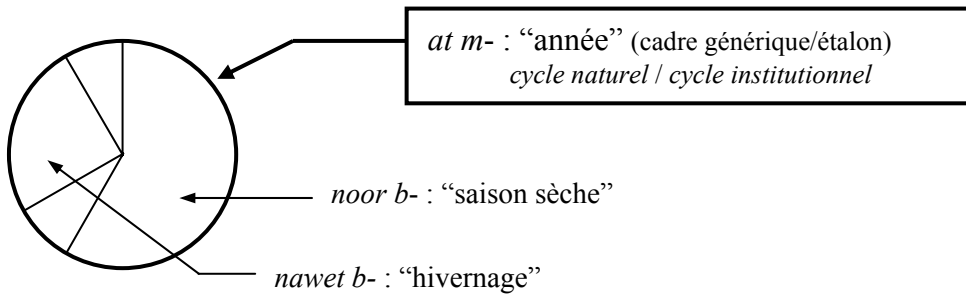 at m- : “année” (cadre générique/étalon)
cycle naturel / cycle institutionnel
noor b- : “saison sèche”
nawet b- : “hivernage”